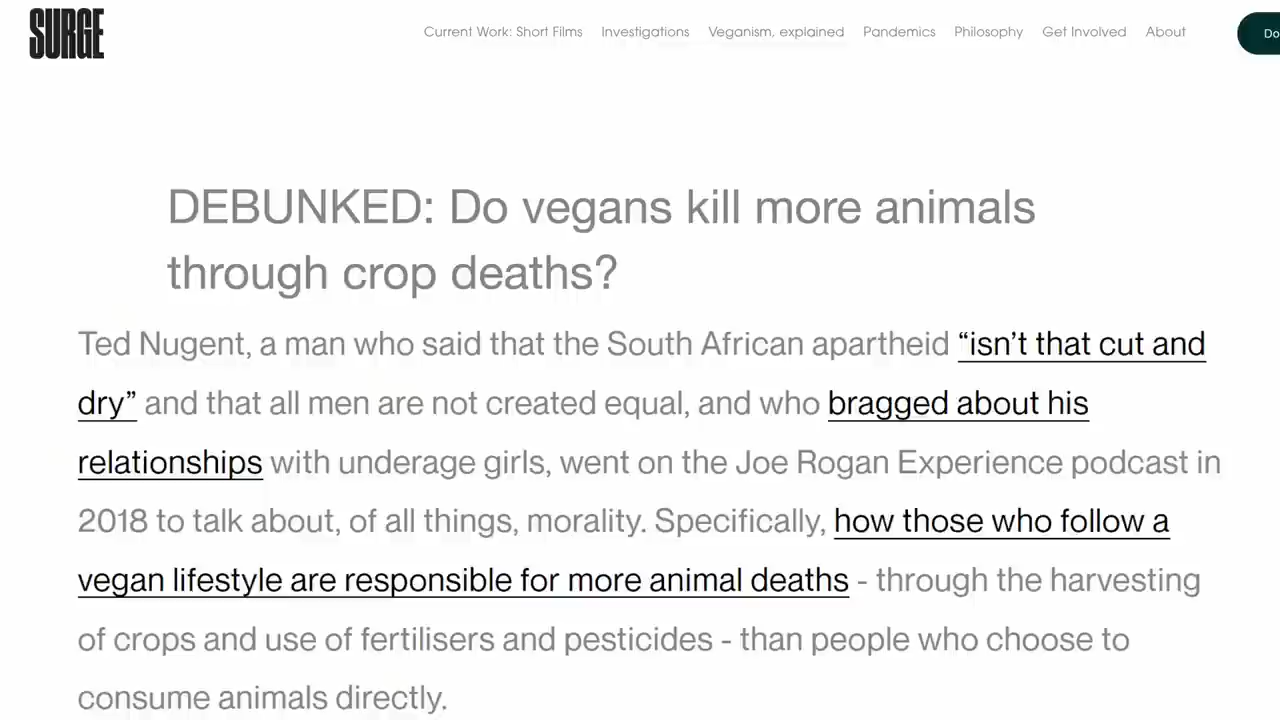 SURGE
Current Work: Short Films Investigations Veganism, explained Pandemics Philosophy Get Involved About Do
DEBUNKED: Do vegans kill more animals
through crop deaths?
Ted Nugent, a man who said that the South African apartheid “isn’t that cut and
dry” and that all men are not created equal, and who bragged about his
relationships with underage girls, went on the Joe Rogan Experience podcast in
2018 to talk about, of all things, morality. Specifically, how those who follow a
vegan lifestyle are responsible for more animal deaths - through the harvesting
of crops and use of fertilisers and pesticides - than people who choose to
consume animals directly.